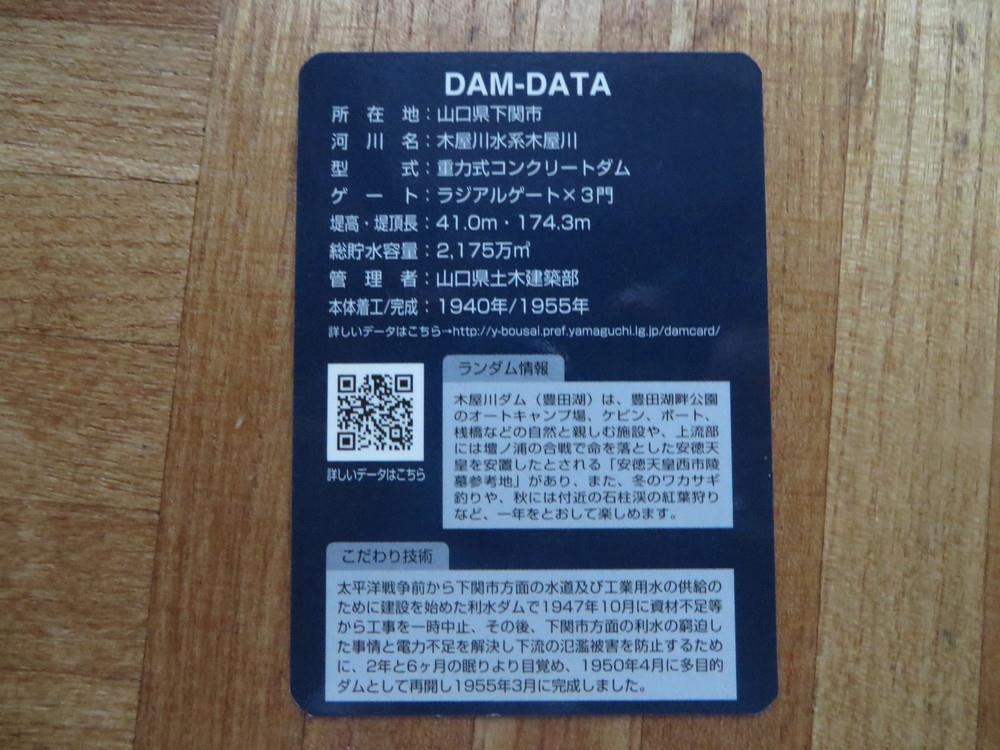 DAM-DATA
所在地：山口県下関市
河川名：木屋川水系木屋川
型式：重力式コンクリートダム
ゲート：ラジアルゲート×3門
堤高・堤頂長：41.0m・174.3m
総貯水容量：2,175万㎥
管理者：山口県土木建築部
本体着工/完成：1940年/1955年
詳しいデータはこちら→http://y-bousai.pref.yamaguchi.lg.jp/damcard/
詳しいデータはこちら
ランダム情報
木屋川ダム（豊田湖）は、豊田湖畔公園
のオートキャンプ場、ケビン、ボート、
桟橋などの自然と親しむ施設や、上流部
には壇ノ浦の合戦で命を落とした安徳天
皇を安置したとされる「安徳天皇西市陵
墓参考地」があり、また、冬のワカサギ
釣りや、秋には付近の石柱渓の紅葉狩り
など、一年をとおして楽しめます。
こだわり技術
太平洋戦争前から下関市方面の水道及び工業用水の供給の
ために建設を始めた利水ダムで1947年10月に資材不足等
から工事を一時中止、その後、下関市方面の利水の窮迫し
た事情と電力不足を解決し下流の氾濫被害を防止するため
に、2年と6ヶ月の眠りより目覚め、1950年4月に多目的
ダムとして再開し1955年3月に完成しました。